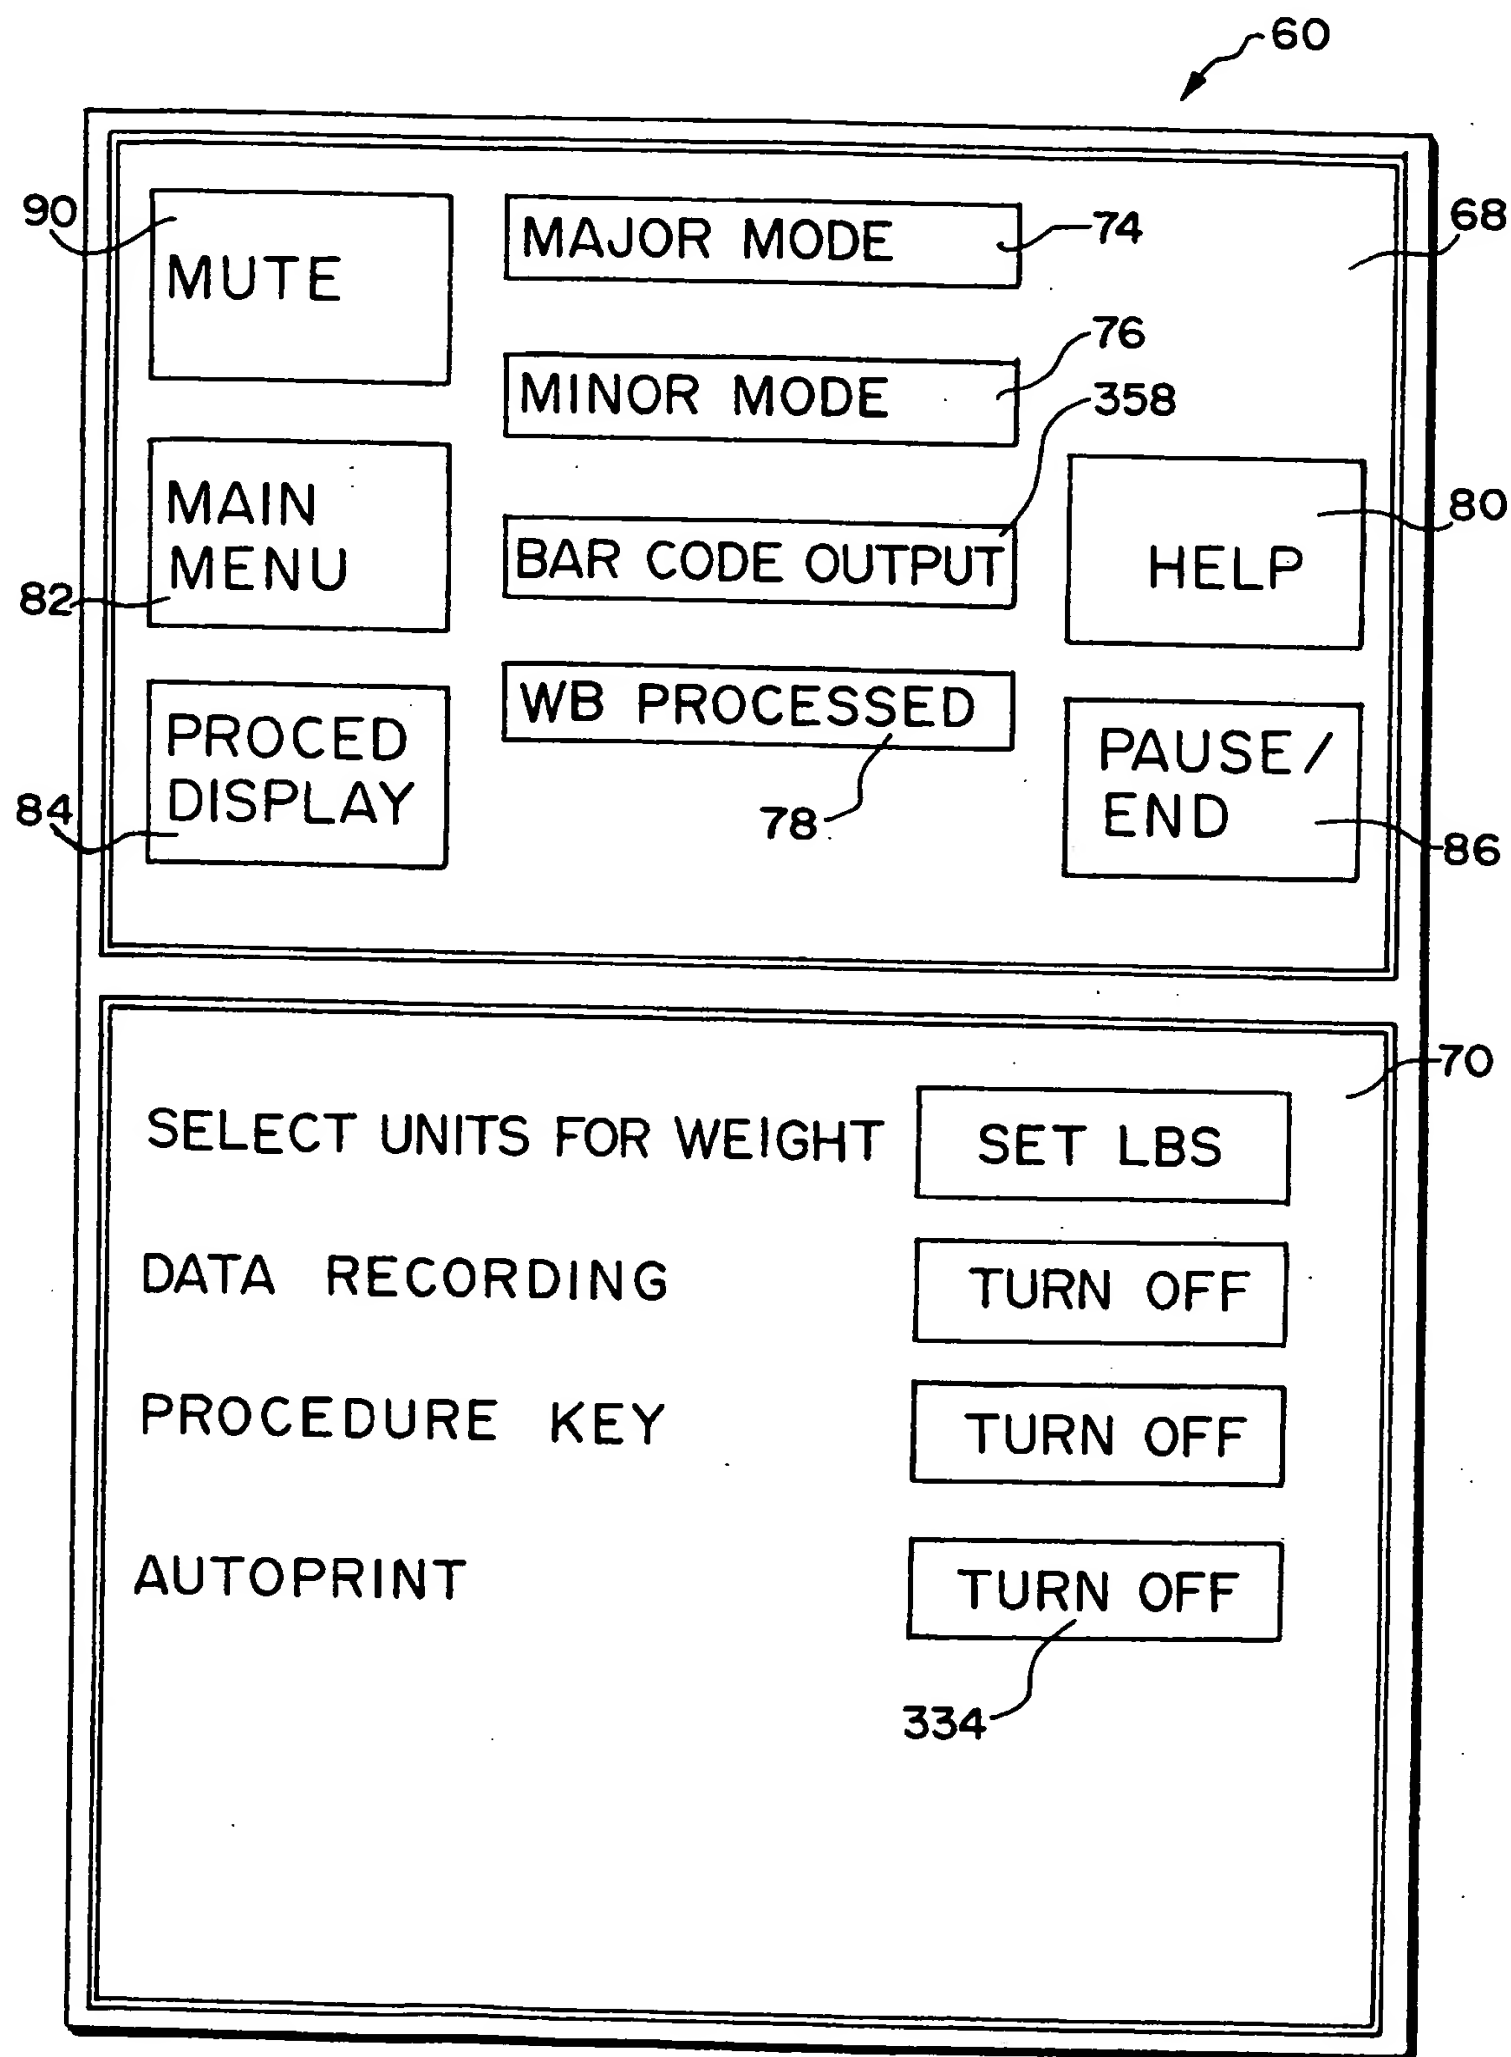 60
90
MUTE
MAJOR MODE
74
68
MINOR MODE
76
358
MAIN
MENU
82
BAR CODE OUTPUT
80
HELP
PROCED
DISPLAY
84
WB PROCESSED
78
PAUSE/
END
86
70
SELECT UNITS FOR WEIGHT
SET LBS
DATA RECORDING
TURN OFF
PROCEDURE KEY
TURN OFF
AUTOPRINT
TURN OFF
334